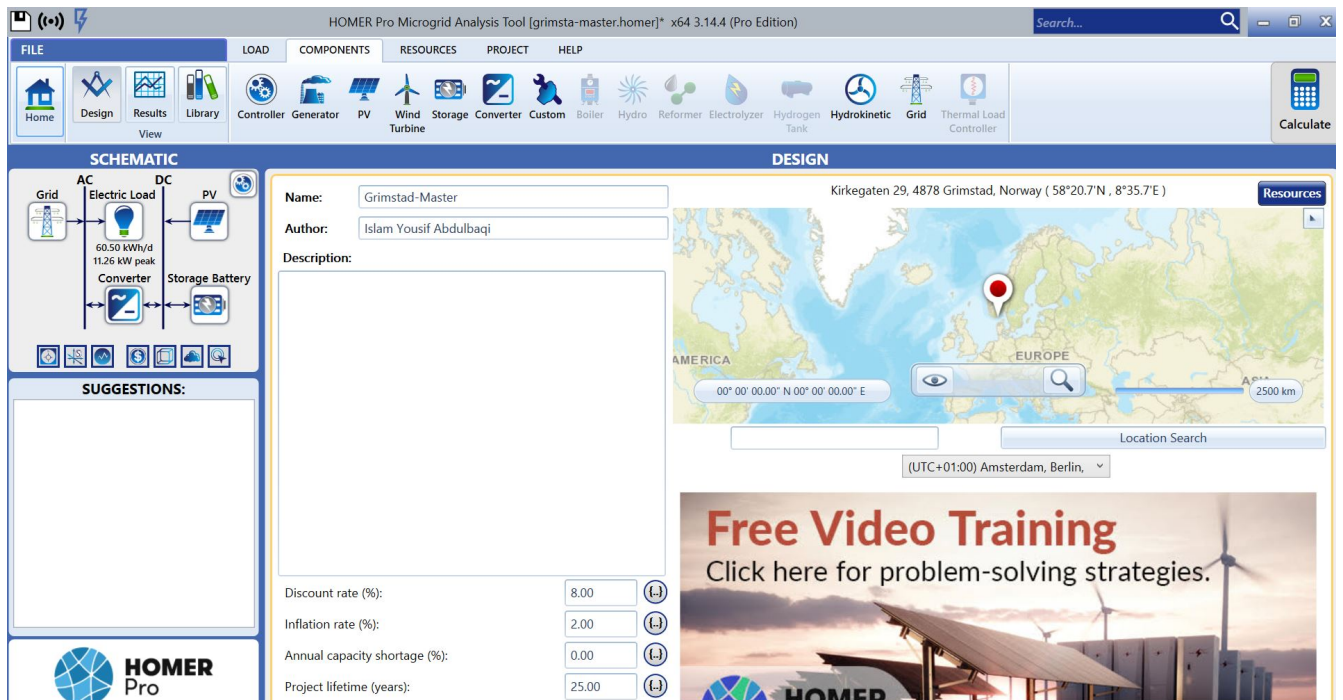 HOMER Pro Microgrid Analysis Tool [grimsta-master.homer]* x64 3.14.4 (Pro Edition)
Search...
FILE
LOAD
COMPONENTS
RESOURCES
PROJECT
HELP
Home
Design
Results
Library
View
Controller
Generator
PV
Wind
Turbine
Storage
Converter
Custom
Boiler
Hydro
Reformer
Electrolyzer
Hydrogen
Tank
Hydrokinetic
Grid
Thermal Load
Controller
Calculate
SCHEMATIC
DESIGN
AC
DC
Grid
Electric Load
PV
60.50 kWh/d
11.26 kW peak
Converter
Storage Battery
SUGGESTIONS:
HOMER
Pro
Name:
Grimstad-Master
Author:
Islam Yousif Abdulbaqi
Description:
Discount rate (%):
8.00
{..}
Inflation rate (%):
2.00
{..}
Annual capacity shortage (%):
0.00
{..}
Project lifetime (years):
25.00
{..}
Kirkegaten 29, 4878 Grimstad, Norway ( 58°20.7'N , 8°35.7'E )
Resources
AMERICA
EUROPE
00° 00' 00.00" N 00° 00' 00.00" E
2500 km
Location Search
(UTC+01:00) Amsterdam, Berlin,
Free Video Training
Click here for problem-solving strategies.
HOMER